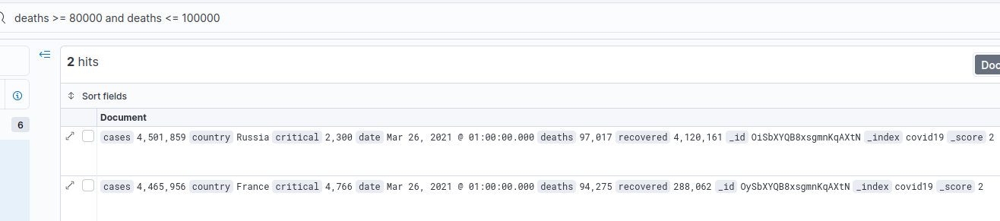 deaths >= 80000 and deaths <= 100000
2 hits
Doc
Sort fields
6
Document
cases 4,501,859 country Russia critical 2,300 date Mar 26, 2021 @ 01:00:00.000 deaths 97,017 recovered 4,120,161 _id OiSbXYQB8xsgmnKqAXtN _index covid19 _score 2
cases 4,465,956 country France critical 4,766 date Mar 26, 2021 @ 01:00:00.000 deaths 94,275 recovered 288,062 _id OySbXYQB8xsgmnKqAXtN _index covid19 _score 2